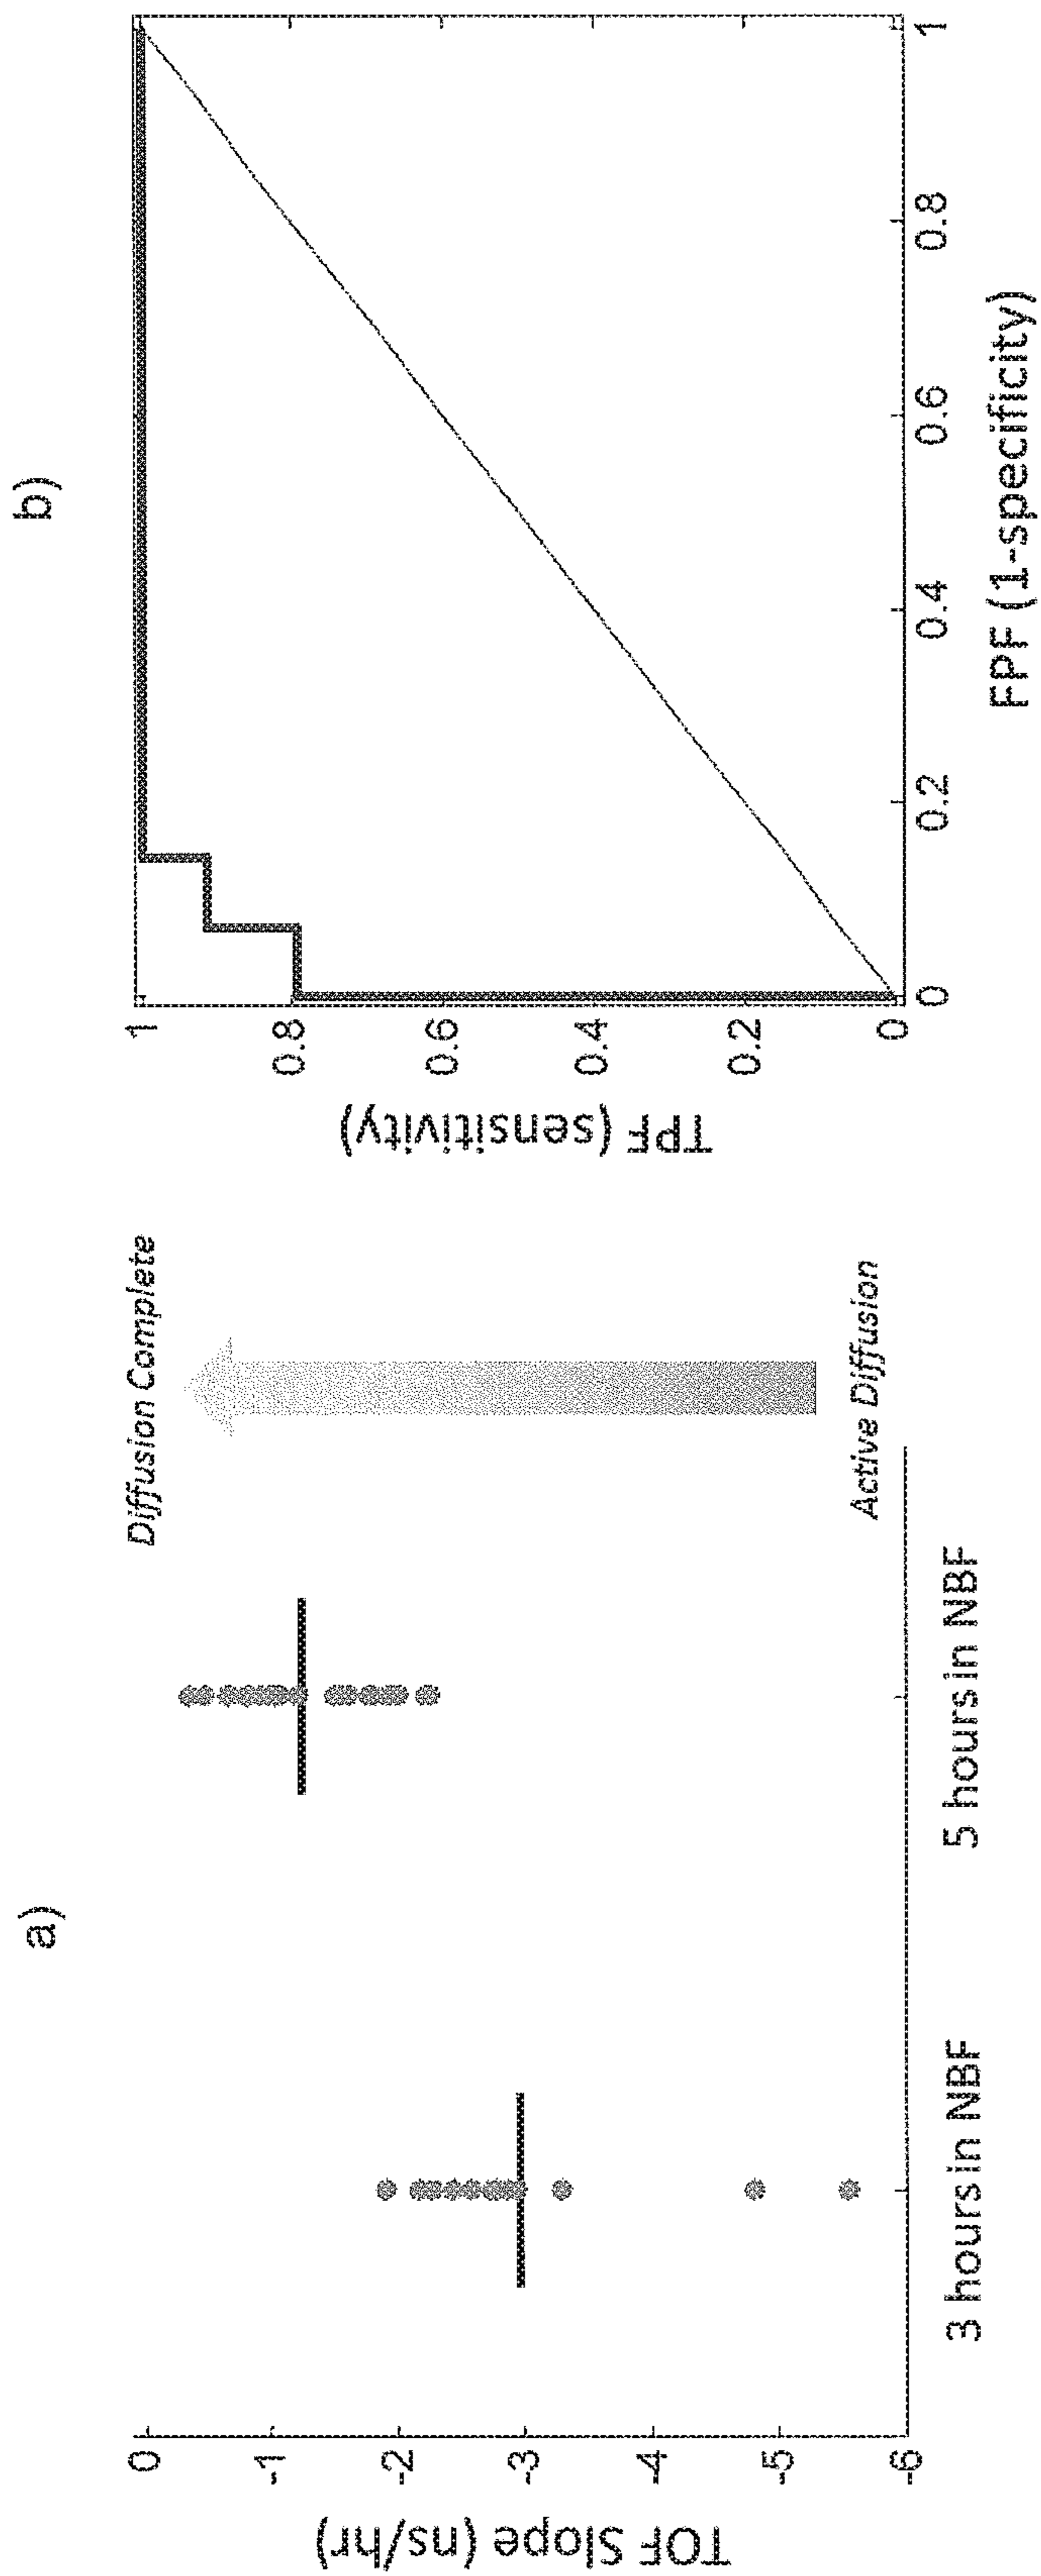 a)
TOF Slope (ns/hr)
0
-1
-2
-3
-4
-5
-6
3 hours in NBF
5 hours in NBF
Diffusion Complete
Active Diffusion
b)
TPF (sensitivity)
1
0.8
0.6
0.4
0.2
0
0
0.2
0.4
0.6
0.8
1
FPF (1-specificity)